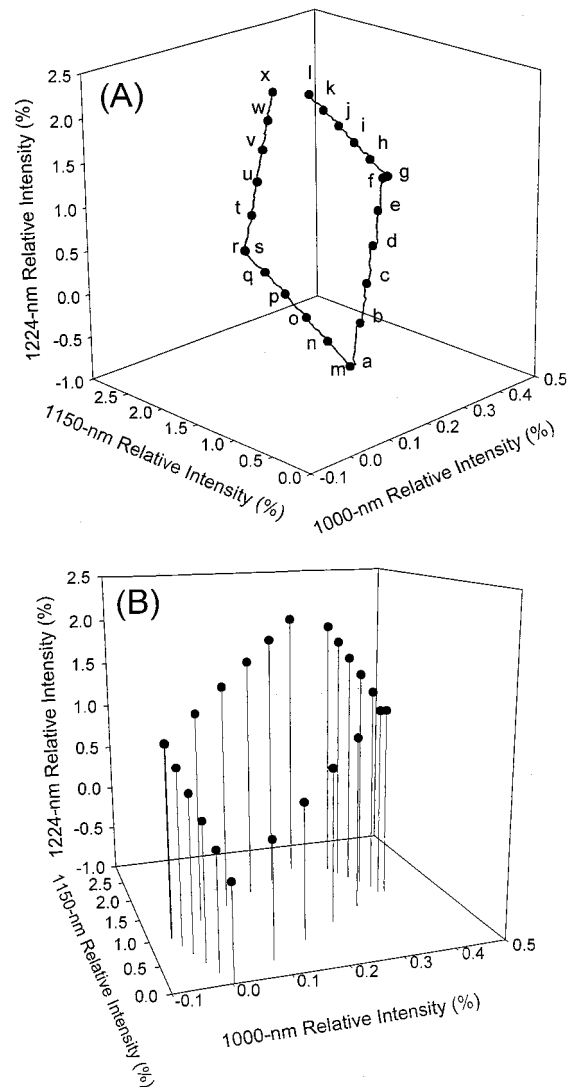 (A)
2.5
2.0
1.5
1.0
0.5
0.0
-0.5
-1.0
1224-nm Relative Intensity (%)
x
w
v
u
t
r
s
q
p
o
n
m
a
b
c
d
e
f
g
h
i
j
k
l
2.5
2.0
1.5
1.0
0.5
0.0
1150-nm Relative Intensity (%)
-0.1
0.0
0.1
0.2
0.3
0.4
0.5
1000-nm Relative Intensity (%)
(B)
2.5
2.0
1.5
1.0
0.5
0.0
-0.5
-1.0
1224-nm Relative Intensity (%)
2.5
2.0
1.5
1.0
0.5
0.0
1150-nm Relative Intensity (%)
-0.1
0.0
0.1
0.2
0.3
0.4
0.5
1000-nm Relative Intensity (%)